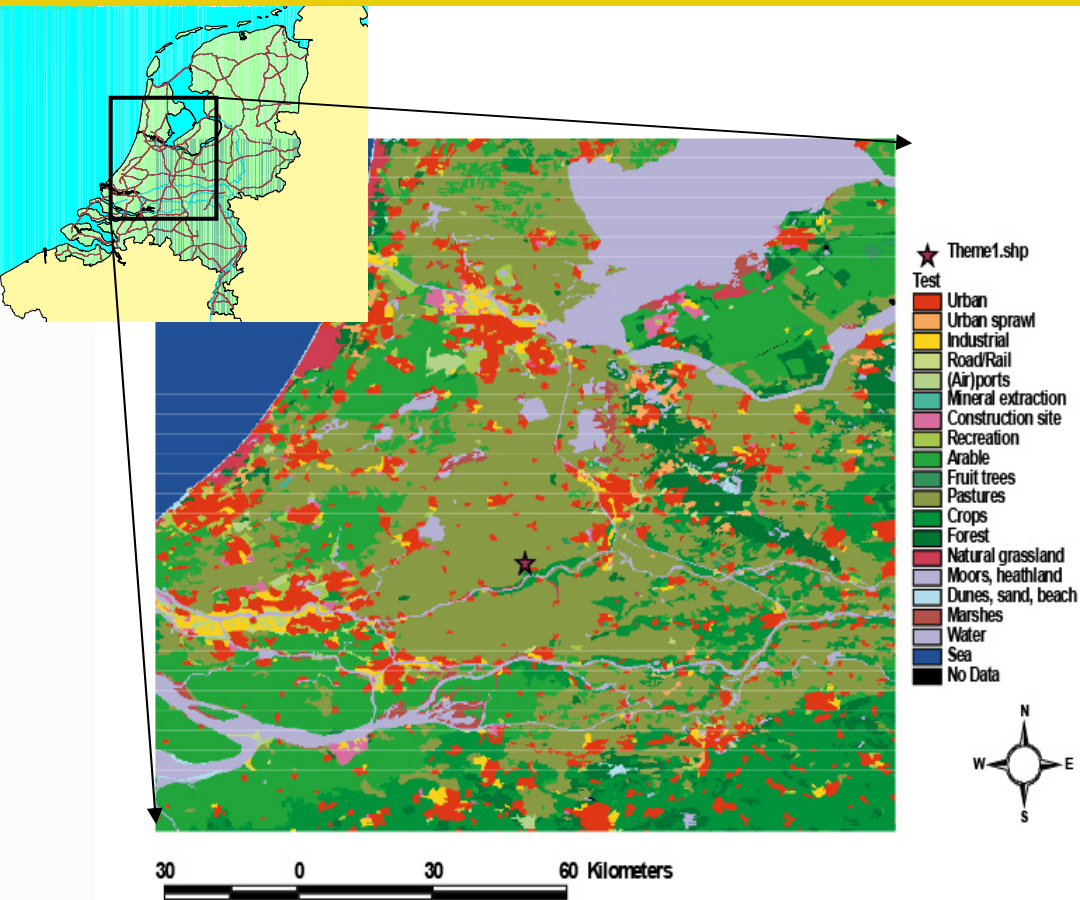 Theme1.shp
Test
Urban
Urban sprawl
Industrial
Road/Rail
(Air)ports
Mineral extraction
Construction site
Recreation
Arable
Fruit trees
Pastures
Crops
Forest
Natural grassland
Moors, heathland
Dunes, sand, beach
Marshes
Water
Sea
No Data
N
W E
S
30 0 30 60 Kilometers